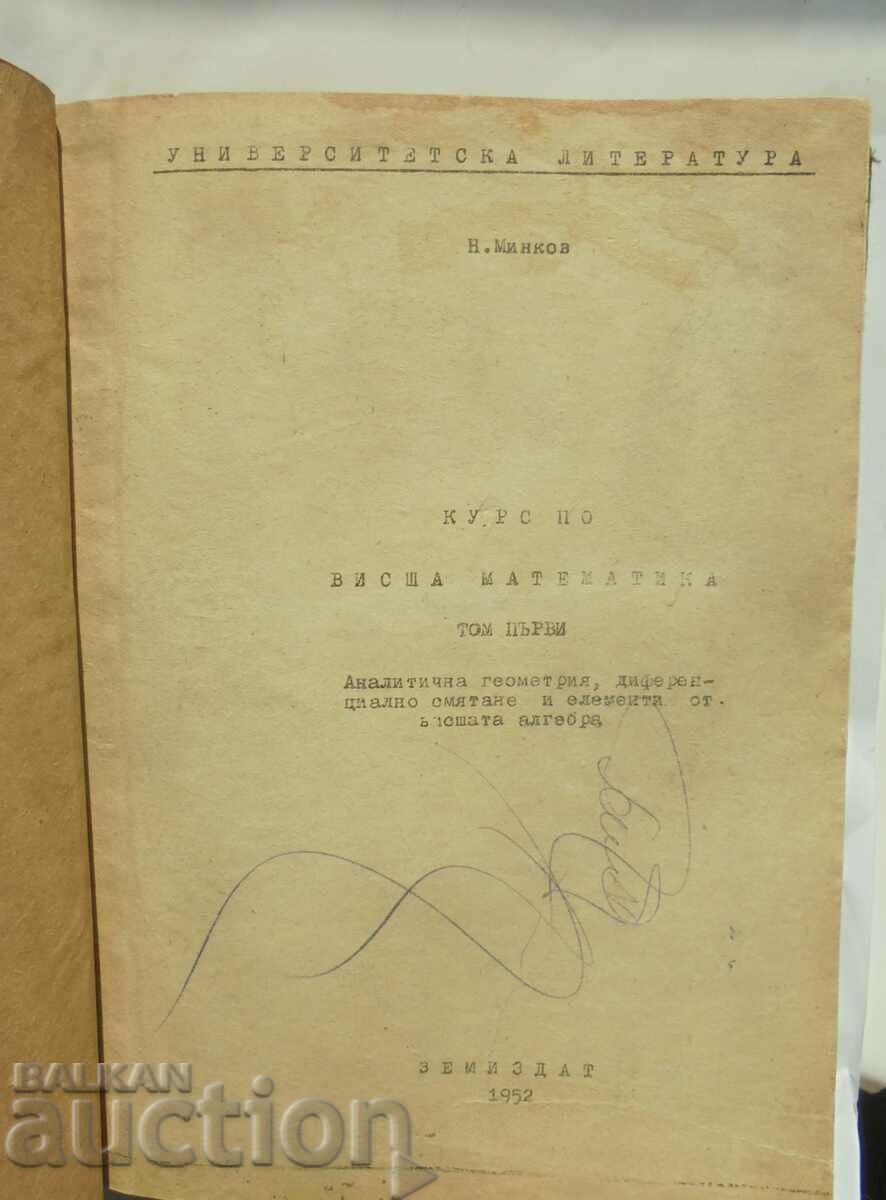 УНИВЕРСИТЕТСКА ЛИТЕРАТУРА
Н.Минков
КУРС ПО
ВИСША МАТЕМАТИКА
ТОМ ПЪРВИ
Аналитична геометрия, диферен-
циално смятане и елементи от
висшата алгебра
ЗЕМИЗДАТ
1952
BALKAN
auction